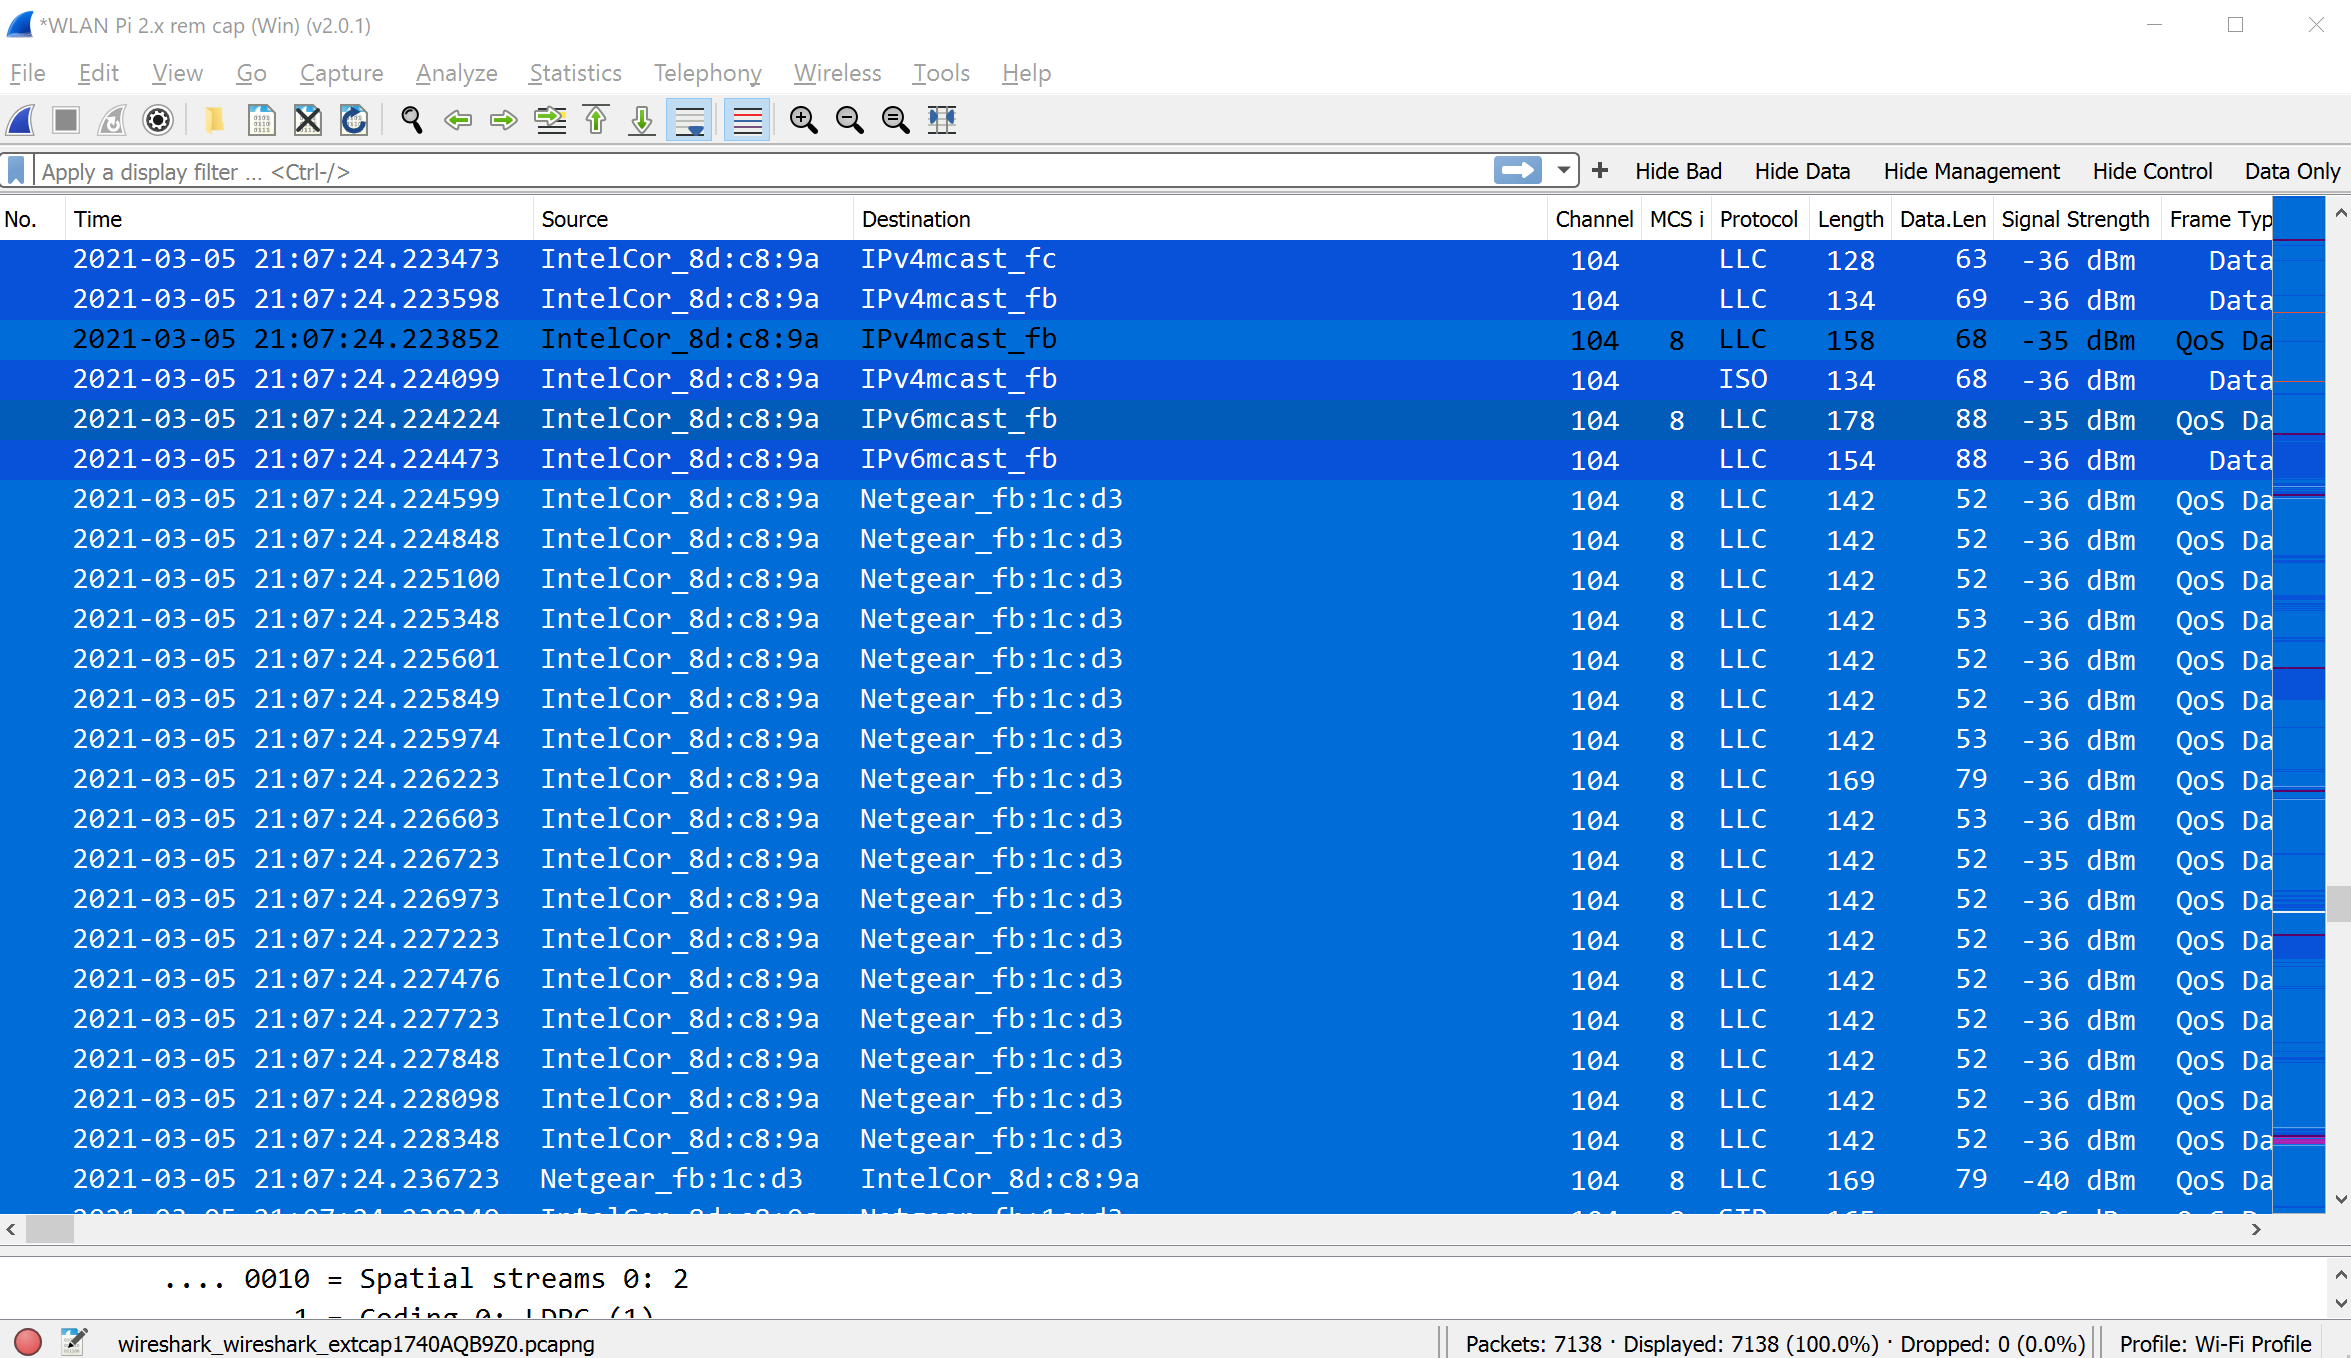 *WLAN Pi 2.x rem cap (Win) (v2.0.1)
File Edit View Go Capture Analyze Statistics Telephony Wireless Tools Help
Apply a display filter … <Ctrl-/> + Hide Bad Hide Data Hide Management Hide Control Data Only
No. Time Source Destination Channel MCS i Protocol Length Data.Len Signal Strength Frame Typ
2021-03-05 21:07:24.223473 IntelCor_8d:c8:9a IPv4mcast_fc 104 LLC 128 63 -36 dBm Data
2021-03-05 21:07:24.223598 IntelCor_8d:c8:9a IPv4mcast_fb 104 LLC 134 69 -36 dBm Data
2021-03-05 21:07:24.223852 IntelCor_8d:c8:9a IPv4mcast_fb 104 8 LLC 158 68 -35 dBm QoS Da
2021-03-05 21:07:24.224099 IntelCor_8d:c8:9a IPv4mcast_fb 104 ISO 134 68 -36 dBm Data
2021-03-05 21:07:24.224224 IntelCor_8d:c8:9a IPv6mcast_fb 104 8 LLC 178 88 -35 dBm QoS Da
2021-03-05 21:07:24.224473 IntelCor_8d:c8:9a IPv6mcast_fb 104 LLC 154 88 -36 dBm Data
2021-03-05 21:07:24.224599 IntelCor_8d:c8:9a Netgear_fb:1c:d3 104 8 LLC 142 52 -36 dBm QoS Da
2021-03-05 21:07:24.224848 IntelCor_8d:c8:9a Netgear_fb:1c:d3 104 8 LLC 142 52 -36 dBm QoS Da
2021-03-05 21:07:24.225100 IntelCor_8d:c8:9a Netgear_fb:1c:d3 104 8 LLC 142 52 -36 dBm QoS Da
2021-03-05 21:07:24.225348 IntelCor_8d:c8:9a Netgear_fb:1c:d3 104 8 LLC 142 53 -36 dBm QoS Da
2021-03-05 21:07:24.225601 IntelCor_8d:c8:9a Netgear_fb:1c:d3 104 8 LLC 142 52 -36 dBm QoS Da
2021-03-05 21:07:24.225849 IntelCor_8d:c8:9a Netgear_fb:1c:d3 104 8 LLC 142 52 -36 dBm QoS Da
2021-03-05 21:07:24.225974 IntelCor_8d:c8:9a Netgear_fb:1c:d3 104 8 LLC 142 53 -36 dBm QoS Da
2021-03-05 21:07:24.226223 IntelCor_8d:c8:9a Netgear_fb:1c:d3 104 8 LLC 169 79 -36 dBm QoS Da
2021-03-05 21:07:24.226603 IntelCor_8d:c8:9a Netgear_fb:1c:d3 104 8 LLC 142 53 -36 dBm QoS Da
2021-03-05 21:07:24.226723 IntelCor_8d:c8:9a Netgear_fb:1c:d3 104 8 LLC 142 52 -35 dBm QoS Da
2021-03-05 21:07:24.226973 IntelCor_8d:c8:9a Netgear_fb:1c:d3 104 8 LLC 142 52 -36 dBm QoS Da
2021-03-05 21:07:24.227223 IntelCor_8d:c8:9a Netgear_fb:1c:d3 104 8 LLC 142 52 -36 dBm QoS Da
2021-03-05 21:07:24.227476 IntelCor_8d:c8:9a Netgear_fb:1c:d3 104 8 LLC 142 52 -36 dBm QoS Da
2021-03-05 21:07:24.227723 IntelCor_8d:c8:9a Netgear_fb:1c:d3 104 8 LLC 142 52 -36 dBm QoS Da
2021-03-05 21:07:24.227848 IntelCor_8d:c8:9a Netgear_fb:1c:d3 104 8 LLC 142 52 -36 dBm QoS Da
2021-03-05 21:07:24.228098 IntelCor_8d:c8:9a Netgear_fb:1c:d3 104 8 LLC 142 52 -36 dBm QoS Da
2021-03-05 21:07:24.228348 IntelCor_8d:c8:9a Netgear_fb:1c:d3 104 8 LLC 142 52 -36 dBm QoS Da
2021-03-05 21:07:24.236723 Netgear_fb:1c:d3 IntelCor_8d:c8:9a 104 8 LLC 169 79 -40 dBm QoS Da
.... 0010 = Spatial streams 0: 2
wireshark_wireshark_extcap1740AQB9Z0.pcapng Packets: 7138 · Displayed: 7138 (100.0%) · Dropped: 0 (0.0%) Profile: Wi-Fi Profile